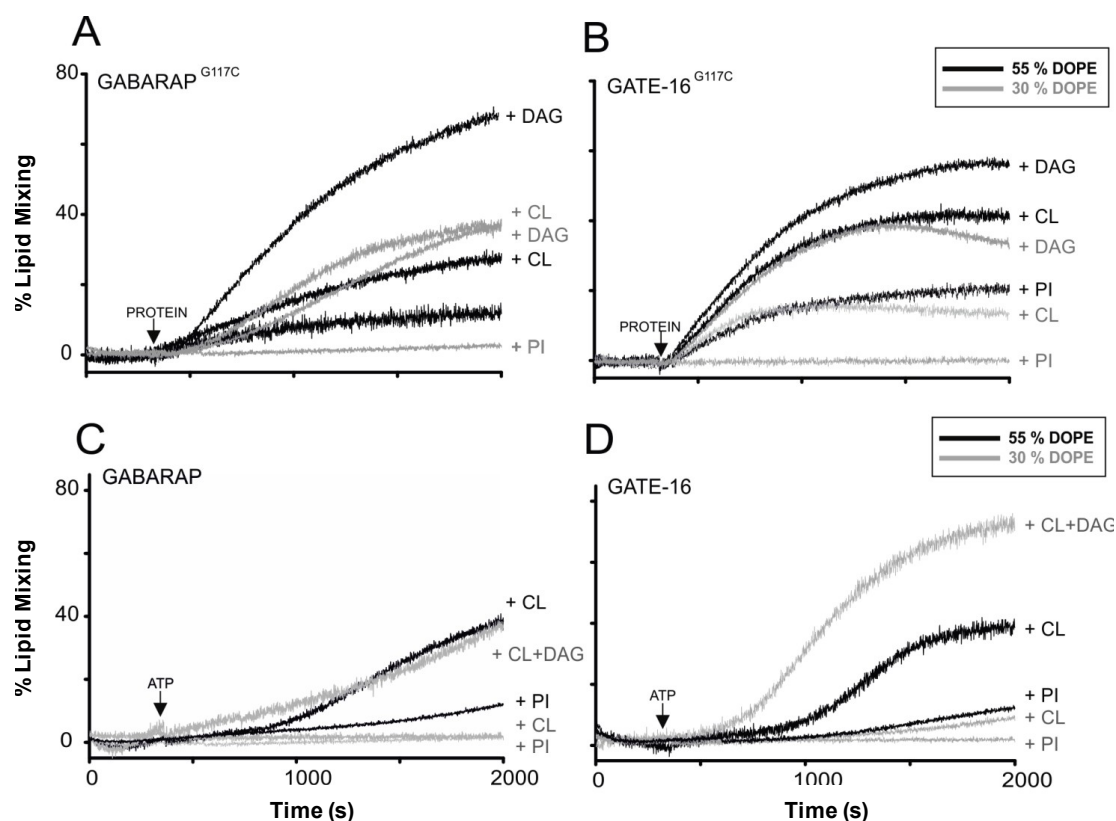 A
GABARAP G117C
80
40
0
% Lipid Mixing
PROTEIN
+ DAG
+ CL
+ DAG
+ CL
+ PI
B
GATE-16 G117C
55 % DOPE
30 % DOPE
PROTEIN
+ DAG
+ CL
+ DAG
+ PI
+ CL
+ PI
C
GABARAP
80
40
0
% Lipid Mixing
ATP
+ CL
+ CL+DAG
+ PI
+ CL
+ PI
0 1000 2000
Time (s)
D
GATE-16
55 % DOPE
30 % DOPE
ATP
+ CL+DAG
+ CL
+ PI
+ CL
+ PI
0 1000 2000
Time (s)